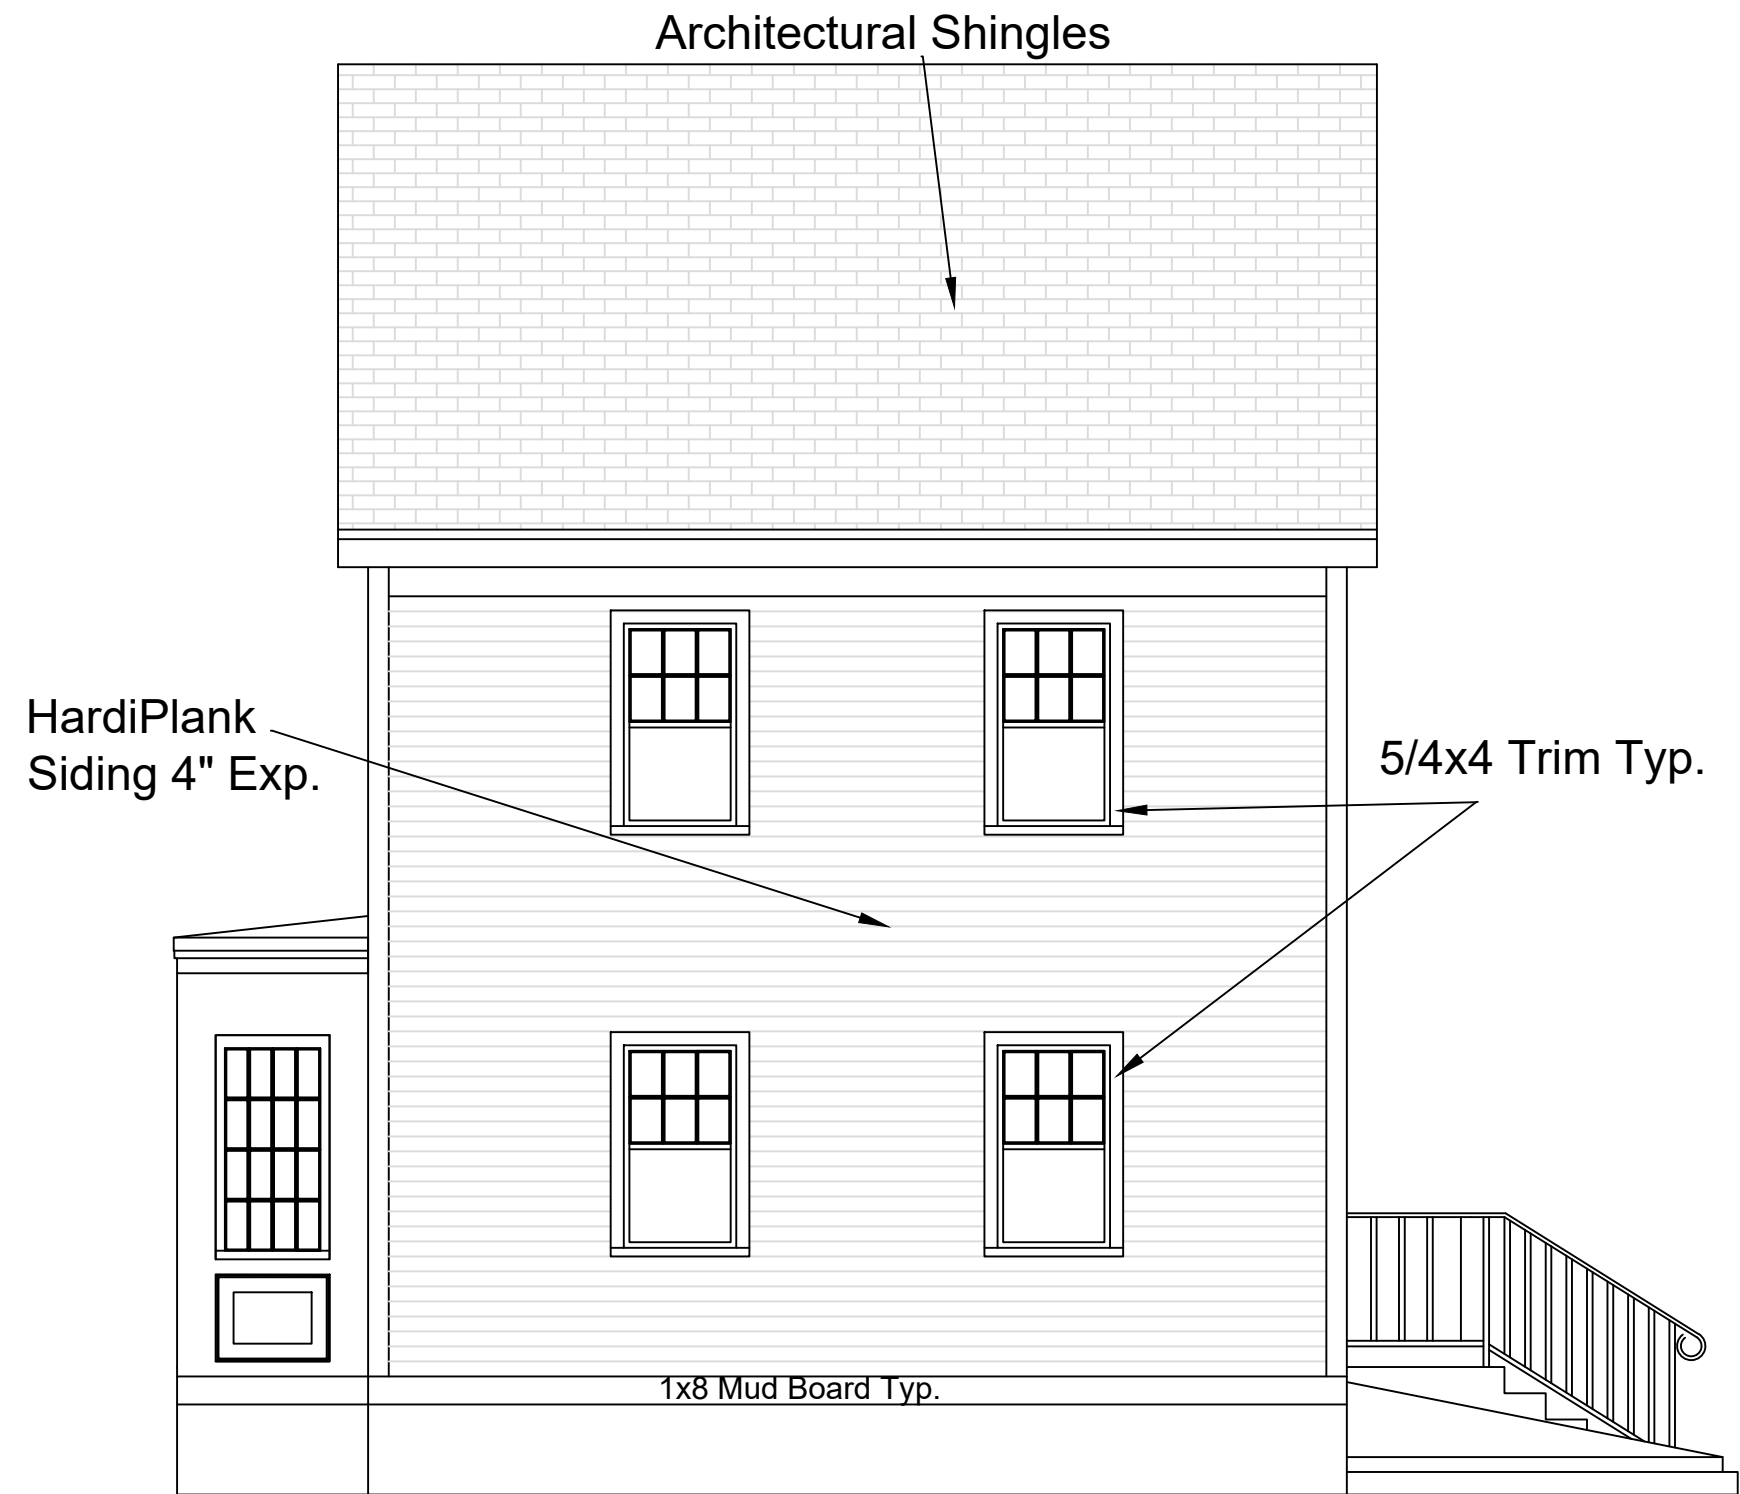 Architectural Shingles
HardiPlank
Siding 4" Exp.
5/4x4 Trim Typ.
1x8 Mud Board Typ.